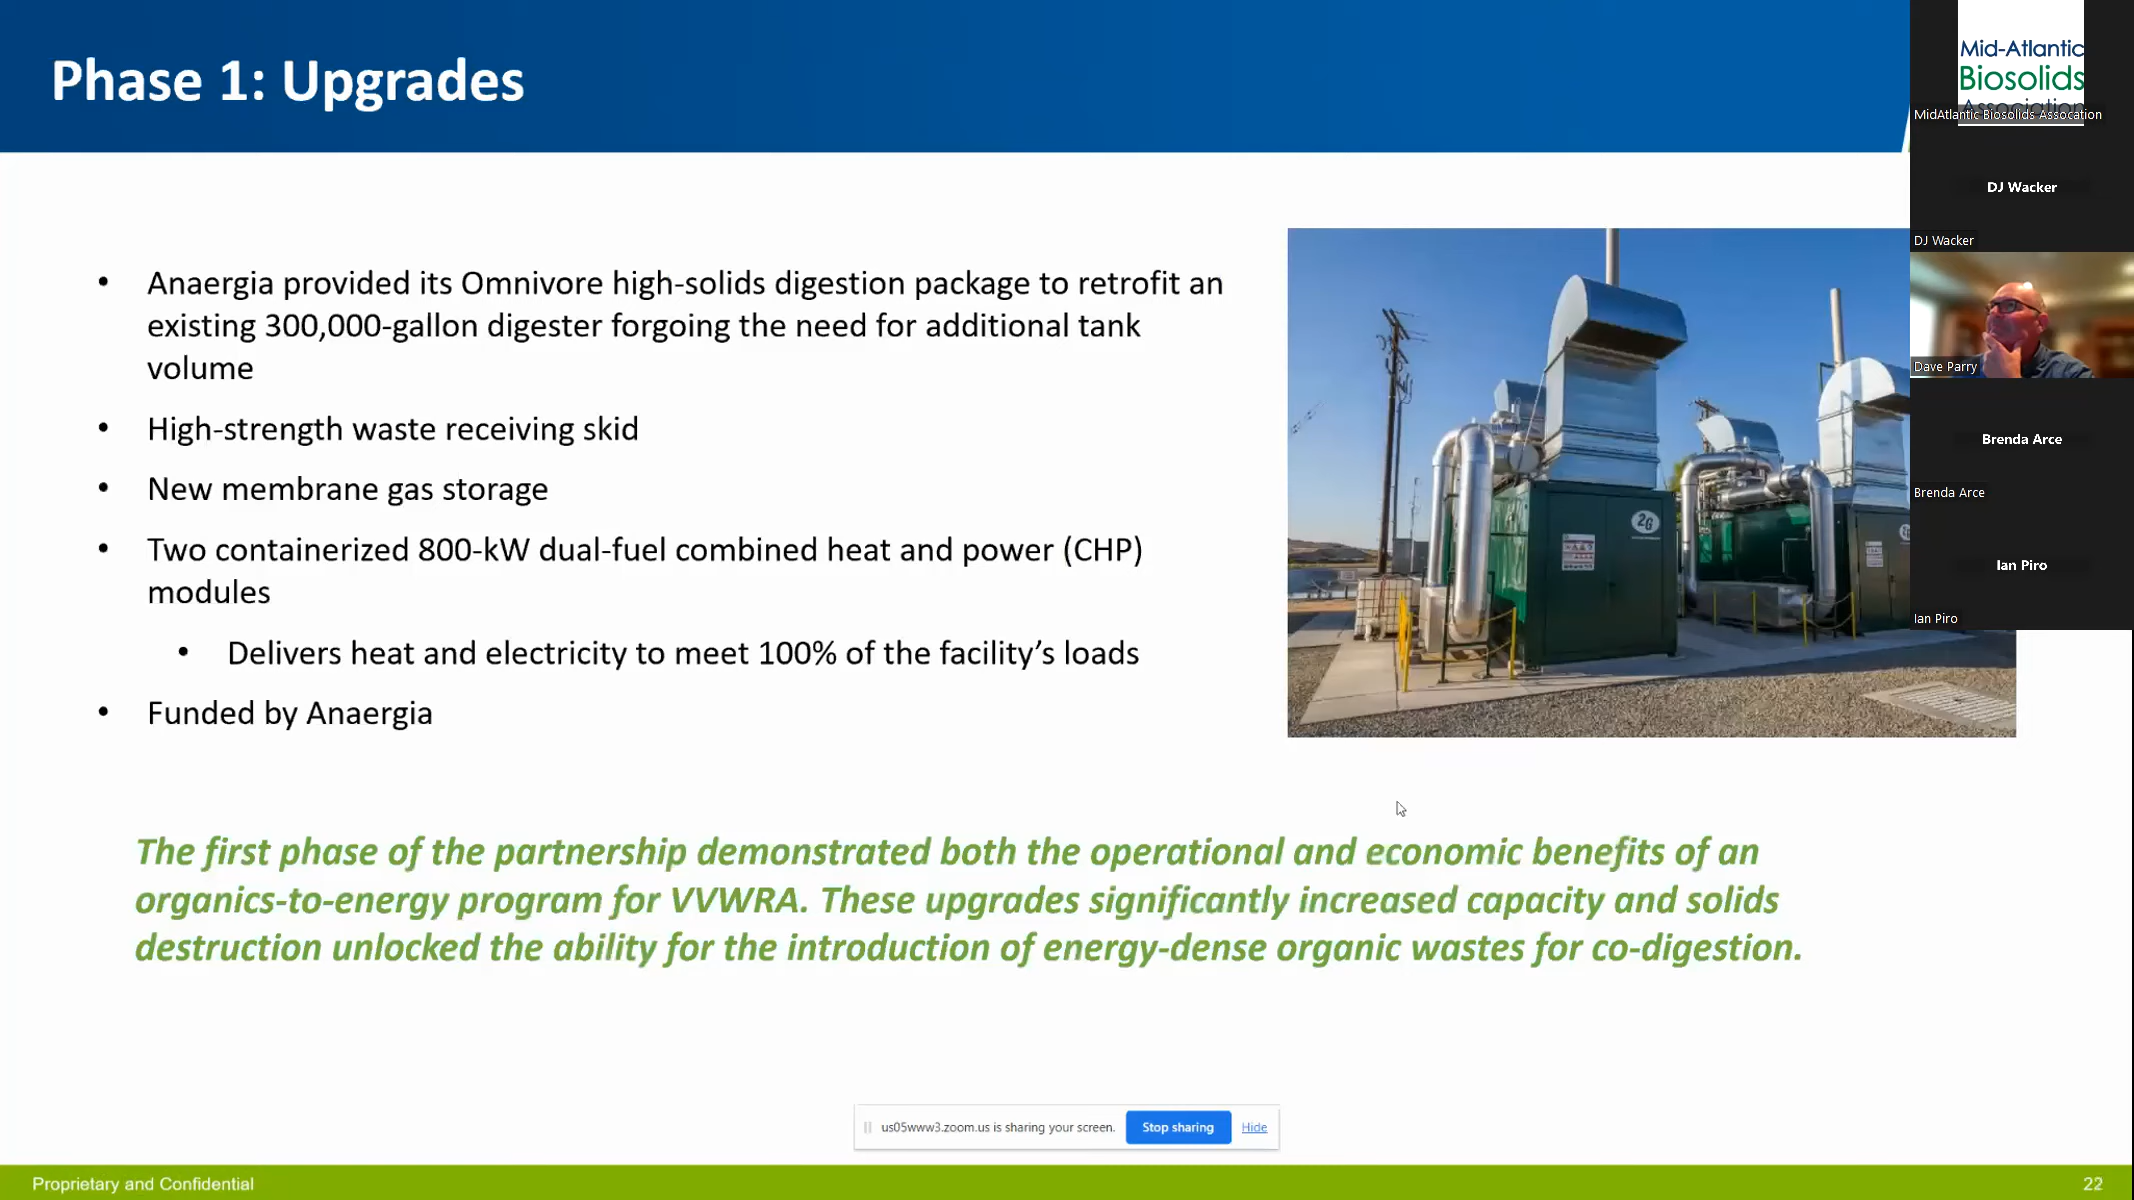 Phase 1: Upgrades
• Anaergia provided its Omnivore high-solids digestion package to retrofit an
existing 300,000-gallon digester forgoing the need for additional tank
volume
• High-strength waste receiving skid
• New membrane gas storage
• Two containerized 800-kW dual-fuel combined heat and power (CHP)
modules
• Delivers heat and electricity to meet 100% of the facility's loads
• Funded by Anaergia
2G
The first phase of the partnership demonstrated both the operational and economic benefits of an
organics-to-energy program for VVWRA. These upgrades significantly increased capacity and solids
destruction unlocked the ability for the introduction of energy-dense organic wastes for co-digestion.
Mid-Atlantic
Biosolids
Association
MidAtlantic Biosolids Assocation
DJ Wacker
DJ Wacker
Dave Parry
Brenda Arce
Brenda Arce
Ian Piro
Ian Piro
us05www3.zoom.us is sharing your screen. Stop sharing Hide
Proprietary and Confidential 22